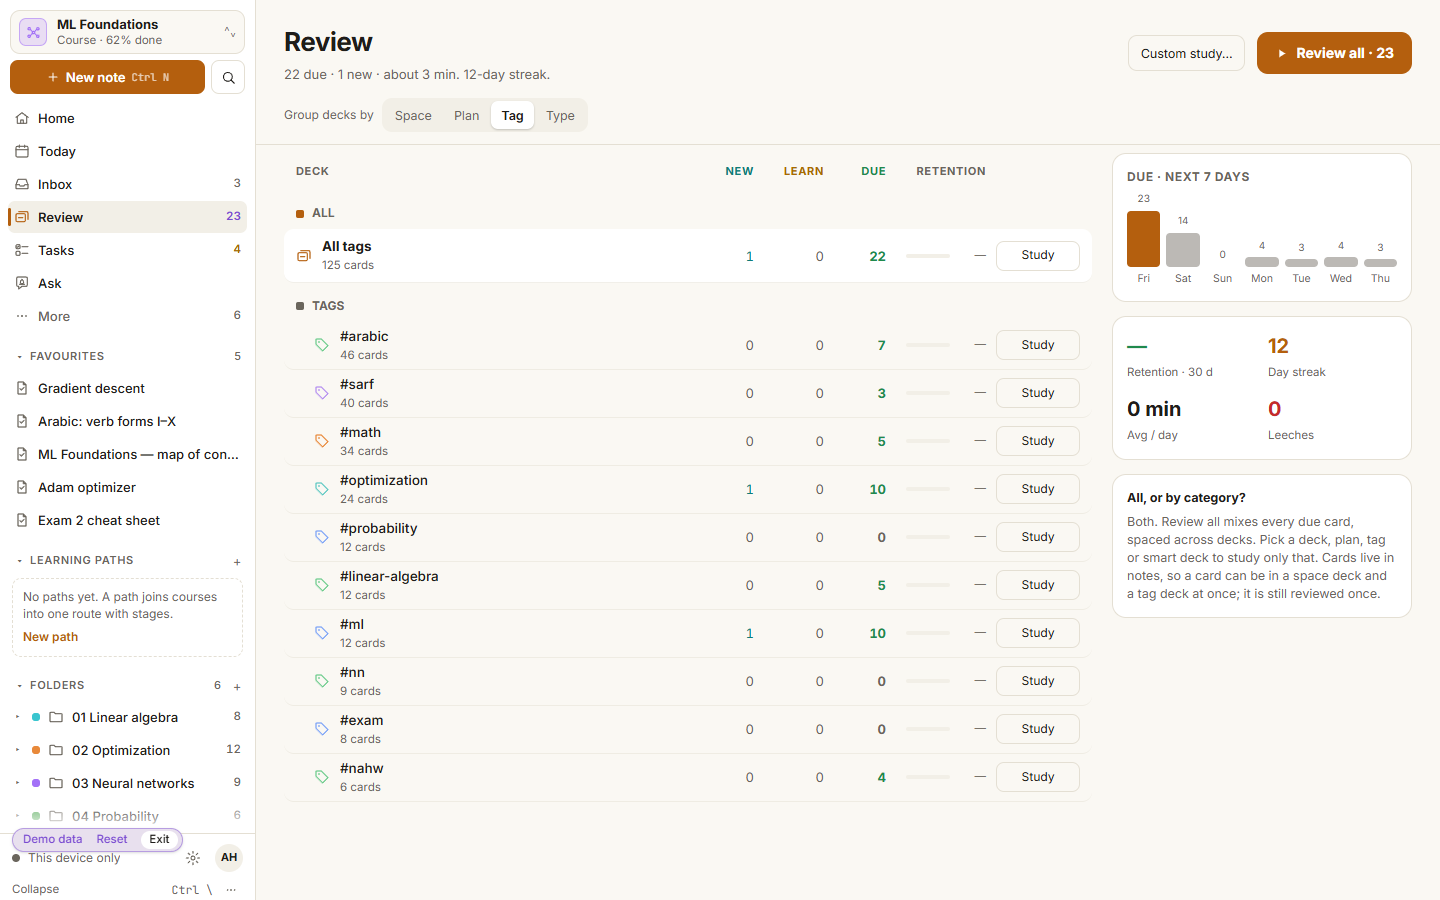 ML Foundations
Course · 62% done
New note Ctrl N
Home
Today
Inbox 3
Review 23
Tasks 4
Ask
More 6
FAVOURITES 5
Gradient descent
Arabic: verb forms I–X
ML Foundations — map of con...
Adam optimizer
Exam 2 cheat sheet
LEARNING PATHS +
No paths yet. A path joins courses
into one route with stages.
New path
FOLDERS 6 +
01 Linear algebra 8
02 Optimization 12
03 Neural networks 9
04 Probability 6
Demo data Reset Exit
This device only AH
Collapse Ctrl \ ...
Review
22 due · 1 new · about 3 min. 12-day streak.
Custom study...
Review all · 23
Group decks by Space Plan Tag Type
DECK NEW LEARN DUE RETENTION
ALL
All tags
125 cards
1 0 22 — Study
TAGS
#arabic
46 cards
0 0 7 — Study
#sarf
40 cards
0 0 3 — Study
#math
34 cards
0 0 5 — Study
#optimization
24 cards
1 0 10 — Study
#probability
12 cards
0 0 0 — Study
#linear-algebra
12 cards
0 0 5 — Study
#ml
12 cards
1 0 10 — Study
#nn
9 cards
0 0 0 — Study
#exam
8 cards
0 0 0 — Study
#nahw
6 cards
0 0 4 — Study
DUE · NEXT 7 DAYS
23 14 0 4 3 4 3
Fri Sat Sun Mon Tue Wed Thu
— 12
Retention · 30 d Day streak
0 min 0
Avg / day Leeches
All, or by category?
Both. Review all mixes every due card,
spaced across decks. Pick a deck, plan, tag
or smart deck to study only that. Cards live in
notes, so a card can be in a space deck and
a tag deck at once; it is still reviewed once.